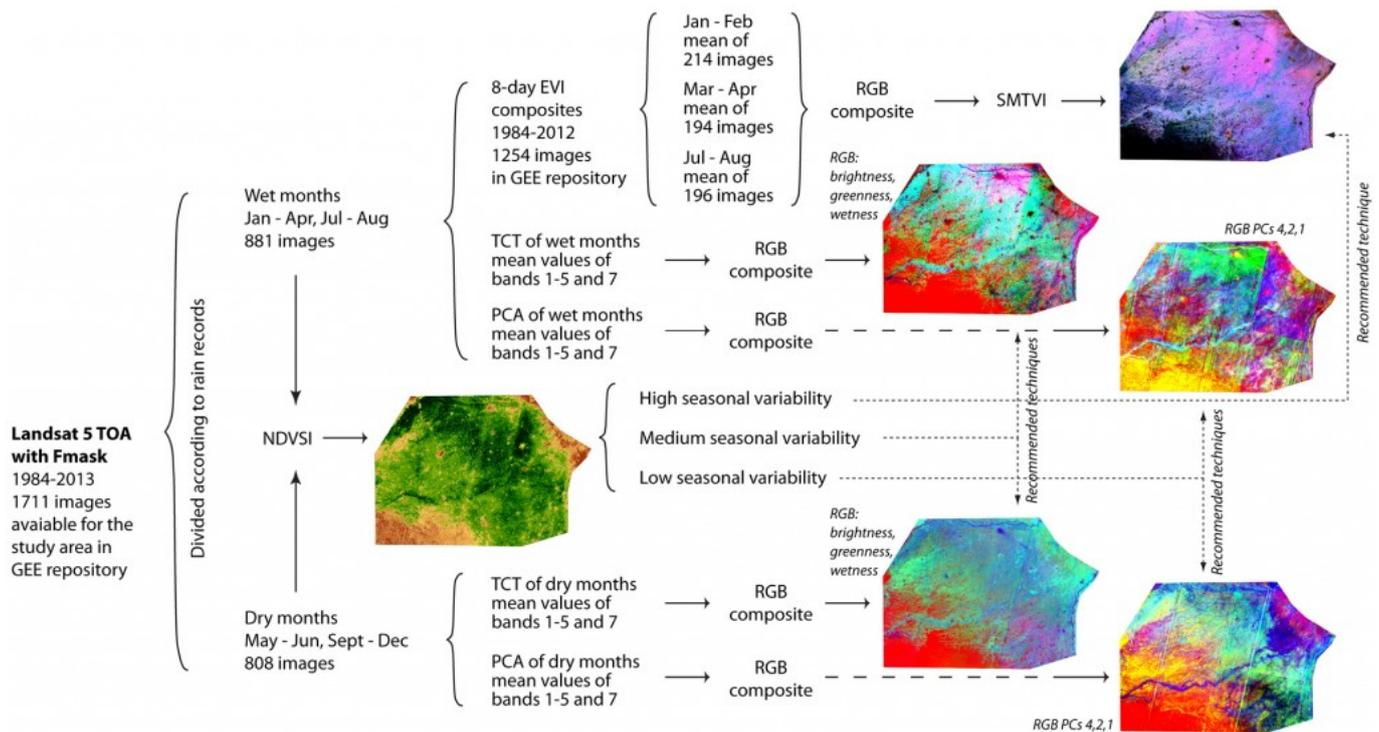 Landsat 5 TOA
with Fmask
1984-2013
1711 images
avaiable for the
study area in
GEE repository
Divided according to rain records
Wet months
Jan - Apr, Jul - Aug
881 images
NDVSI
Dry months
May - Jun, Sept - Dec
808 images
8-day EVI
composites
1984-2012
1254 images
in GEE repository
Jan - Feb
mean of
214 images
Mar - Apr
mean of
194 images
Jul - Aug
mean of
196 images
RGB
composite
SMTVI
TCT of wet months
mean values of
bands 1-5 and 7
RGB
composite
RGB:
brightness,
greenness,
wetness
PCA of wet months
mean values of
bands 1-5 and 7
RGB
composite
RGB PCs 4,2,1
High seasonal variability
Medium seasonal variability
Low seasonal variability
Recommended technique
Recommended techniques
Recommended techniques
TCT of dry months
mean values of
bands 1-5 and 7
RGB
composite
RGB:
brightness,
greenness,
wetness
PCA of dry months
mean values of
bands 1-5 and 7
RGB
composite
RGB PCs 4,2,1